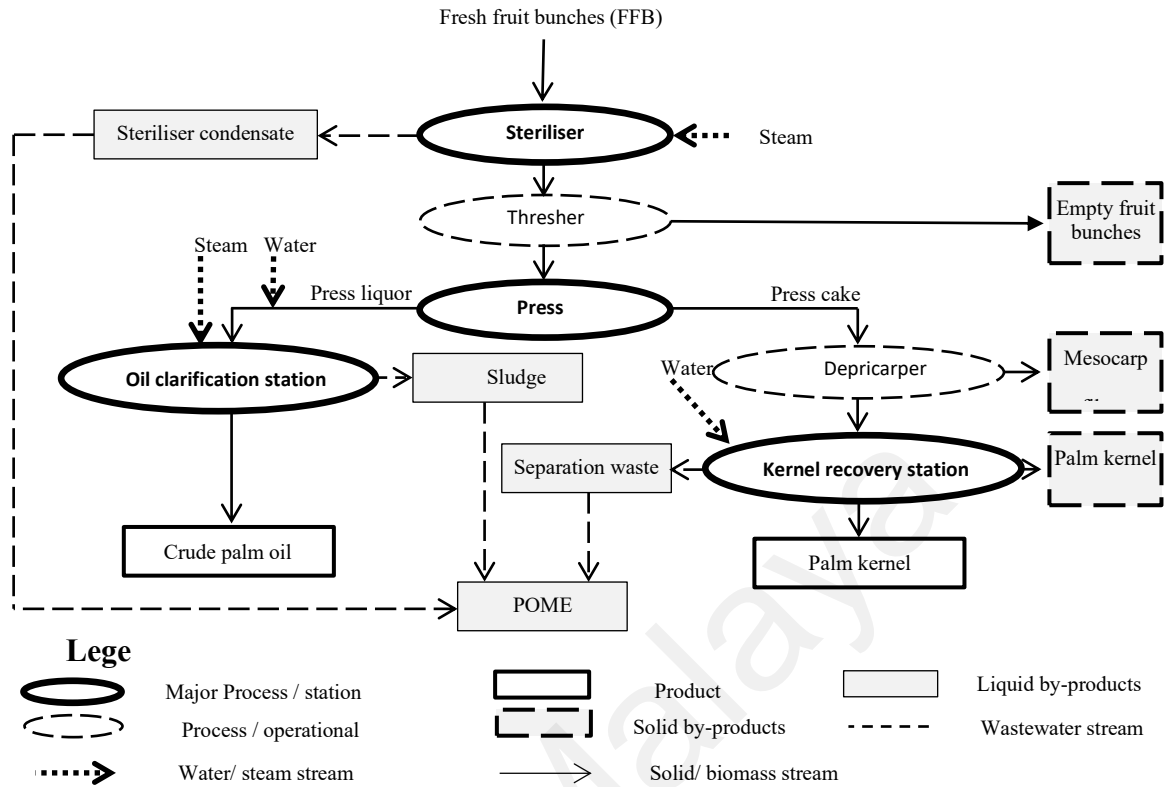 Fresh fruit bunches (FFB)
Steriliser condensate
Steriliser
Steam
Thresher
Empty fruit
bunches
Steam
Water
Press liquor
Press
Press cake
Oil clarification station
Sludge
Water
Depricarper
Mesocarp
Separation waste
Kernel recovery station
Palm kernel
Crude palm oil
Palm kernel
POME
Lege
Major Process / station
Product
Liquid by-products
Process / operational
Solid by-products
Wastewater stream
Water/ steam stream
Solid/ biomass stream
Malaya